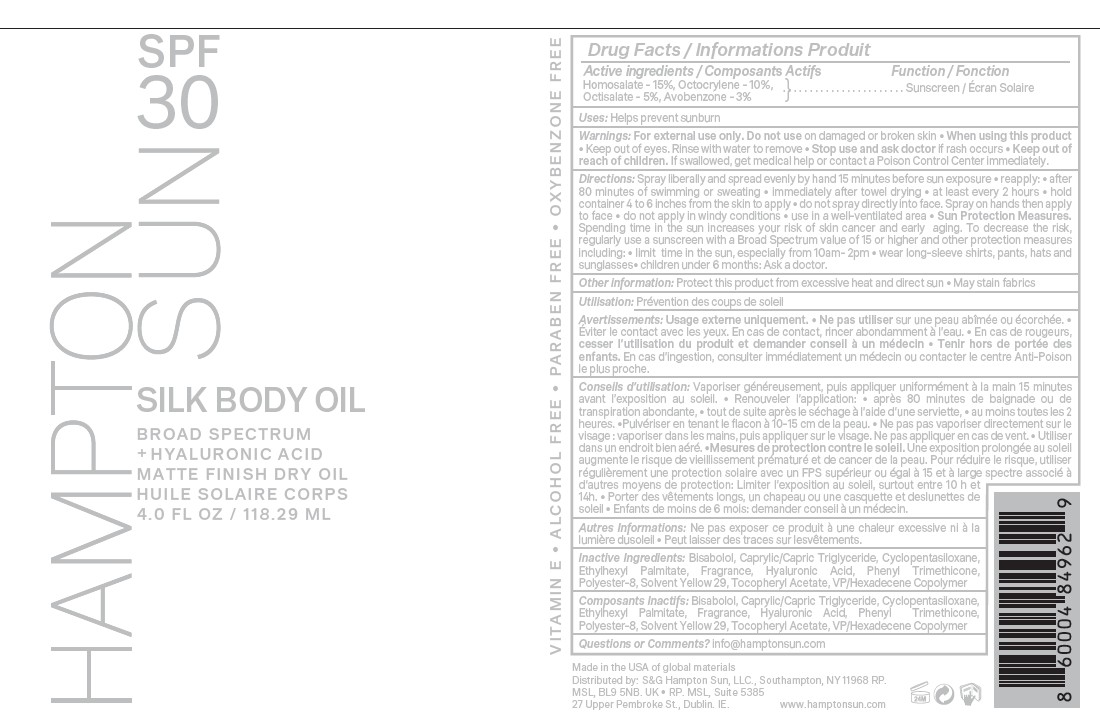 HAMPTON
SUN
SPF
30
SILK BODY OIL
BROAD SPECTRUM
+HYALURONIC ACID
MATTE FINISH DRY OIL
HUILE SOLAIRE CORPS
4.0 FL OZ / 118.29 ML
VITAMIN E • ALCOHOL FREE • PARABEN FREE • OXYBENZONE FREE
Drug Facts / Informations Produit
Active ingredients / Composants Actifs Function / Fonction
Homosalate - 15%, Octocrylene - 10%,
Octisalate - 5%, Avobenzone - 3% }..................... Sunscreen / Écran Solaire
Uses: Helps prevent sunburn
Warnings: For external use only. Do not use on damaged or broken skin • When using this product
• Keep out of eyes. Rinse with water to remove • Stop use and ask doctor if rash occurs • Keep out of
reach of children. If swallowed, get medical help or contact a Poison Control Center immediately.
Directions: Spray liberally and spread evenly by hand 15 minutes before sun exposure • reapply: • after
80 minutes of swimming or sweating • immediately after towel drying • at least every 2 hours • hold
container 4 to 6 inches from the skin to apply • do not spray directly into face. Spray on hands then apply
to face • do not apply in windy conditions • use in a well-ventilated area • Sun Protection Measures.
Spending time in the sun increases your risk of skin cancer and early aging. To decrease the risk,
regularly use a sunscreen with a Broad Spectrum value of 15 or higher and other protection measures
including: • limit time in the sun, especially from 10am- 2pm • wear long-sleeve shirts, pants, hats and
sunglasses• children under 6 months: Ask a doctor.
Other information: Protect this product from excessive heat and direct sun • May stain fabrics
Utilisation: Prévention des coups de soleil
Avertissements: Usage externe uniquement. • Ne pas utiliser sur une peau abîmée ou écorchée. •
Éviter le contact avec les yeux. En cas de contact, rincer abondamment à l'eau. • En cas de rougeurs,
cesser l'utilisation du produit et demander conseil à un médecin • Tenir hors de portée des
enfants. En cas d'ingestion, consulter immédiatement un médecin ou contacter le centre Anti-Poison
le plus proche.
Conseils d'utilisation: Vaporiser généreusement, puis appliquer uniformément à la main 15 minutes
avant l'exposition au soleil. • Renouveler l'application: • après 80 minutes de baignade ou de
transpiration abondante, • tout de suite après le séchage à l'aide d'une serviette, • au moins toutes les 2
heures. •Pulvériser en tenant le flacon à 10-15 cm de la peau. • Ne pas pas vaporiser directement sur le
visage : vaporiser dans les mains, puis appliquer sur le visage. Ne pas appliquer en cas de vent. • Utiliser
dans un endroit bien aéré. •Mesures de protection contre le soleil. Une exposition prolongée au soleil
augmente le risque de vieillissement prématuré et de cancer de la peau. Pour réduire le risque, utiliser
régulièrement une protection solaire avec un FPS supérieur ou égal à 15 et à large spectre associé à
d'autres moyens de protection: Limiter l'exposition au soleil, surtout entre 10 h et
14h. • Porter des vêtements longs, un chapeau ou une casquette et deslunettes de
soleil • Enfants de moins de 6 mois: demander conseil à un médecin.
Autres Informations: Ne pas exposer ce produit à une chaleur excessive ni à la
lumière dusoleil • Peut laisser des traces sur lesvêtements.
Inactive Ingredients: Bisabolol, Caprylic/Capric Triglyceride, Cyclopentasiloxane,
Ethylhexyl Palmitate, Fragrance, Hyaluronic Acid, Phenyl Trimethicone,
Polyester-8, Solvent Yellow 29, Tocopheryl Acetate, VP/Hexadecene Copolymer
Composants Inactifs: Bisabolol, Caprylic/Capric Triglyceride, Cyclopentasiloxane,
Ethylhexyl Palmitate, Fragrance, Hyaluronic Acid, Phenyl Trimethicone,
Polyester-8, Solvent Yellow 29, Tocopheryl Acetate, VP/Hexadecene Copolymer
Questions or Comments? info@hamptonsun.com
Made in the USA of global materials
Distributed by: S&G Hampton Sun, LLC., Southampton, NY 11968 RP.
MSL, BL9 5NB. UK • RP. MSL, Suite 5385
27 Upper Pembroke St., Dublin. IE. www.hamptonsun.com
24M
8 60004 84962 9